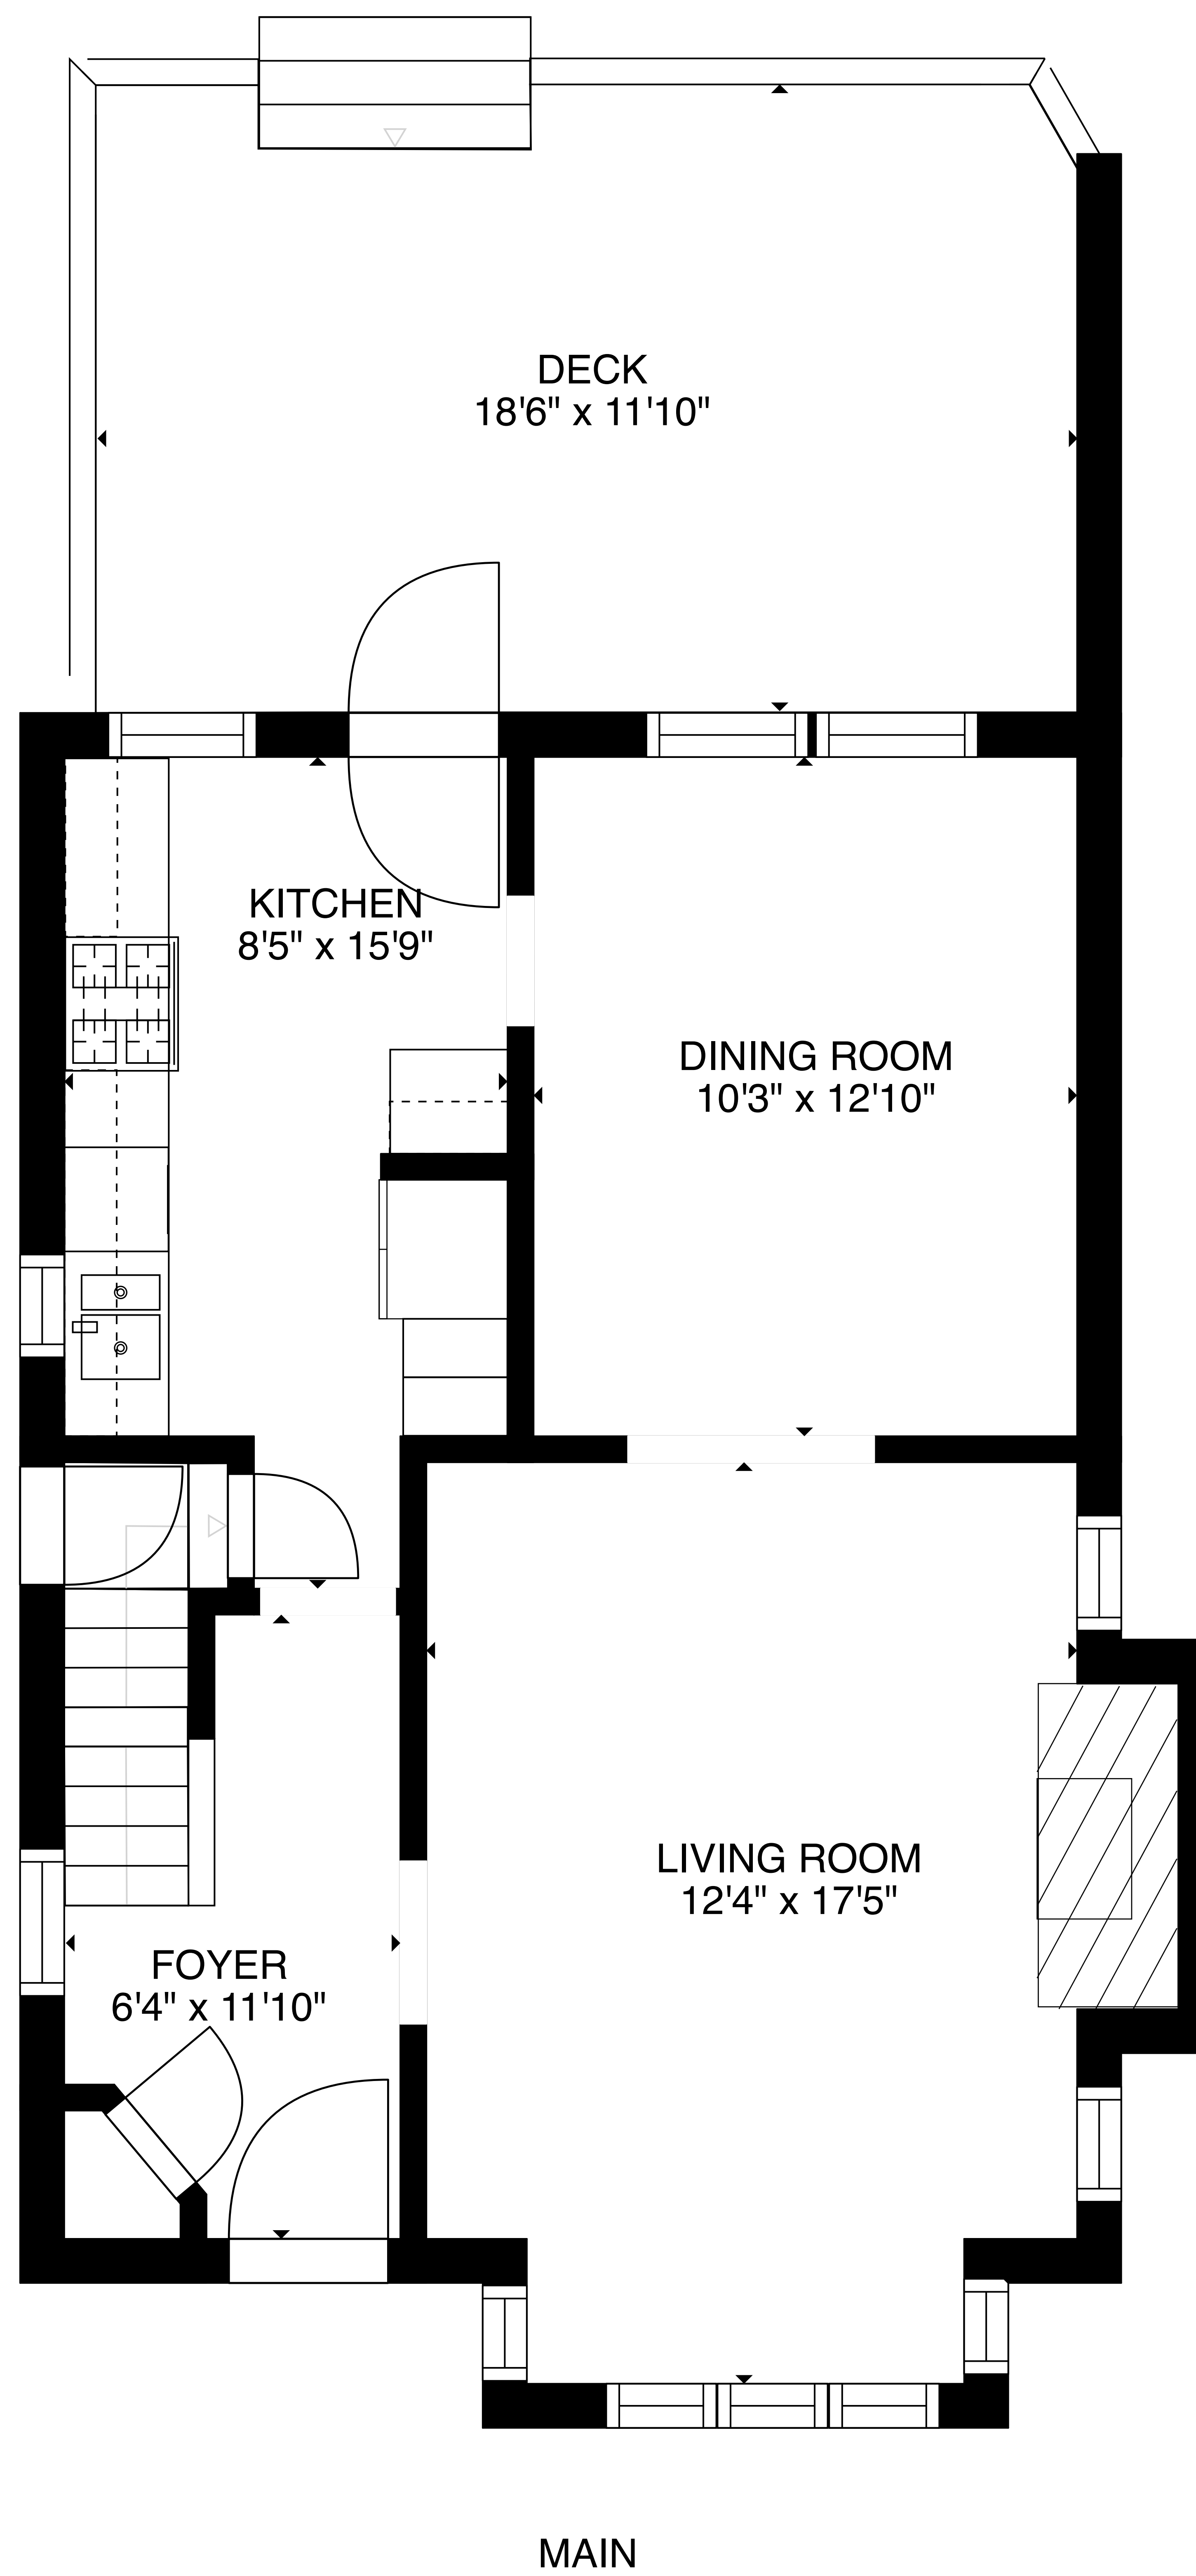 DECK
18'6" x 11'10"
KITCHEN
8'5" x 15'9"
DINING ROOM
10'3" x 12'10"
LIVING ROOM
12'4" x 17'5"
FOYER
6'4" x 11'10"
MAIN